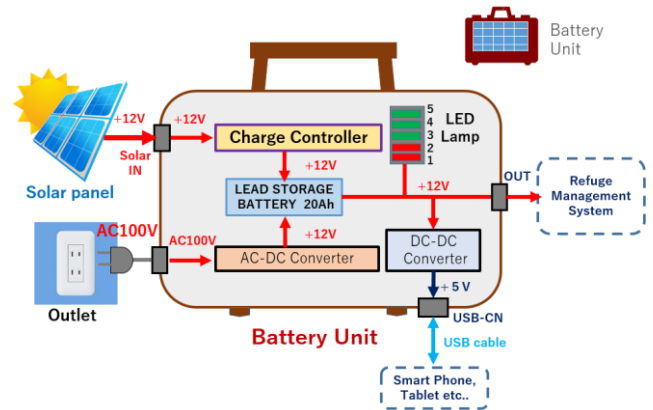 Battery
Unit
+12V
+12V
Solar
IN
Solar panel
Charge Controller
+12V
LEAD STORAGE
BATTERY 20Ah
+12V
5
4
3
2
1
LED
Lamp
+12V
OUT
Refuge
Management
System
AC100V
AC100V
AC-DC Converter
DC-DC
Converter
+ 5 V
Outlet
Battery Unit
USB-CN
USB cable
Smart Phone,
Tablet etc..